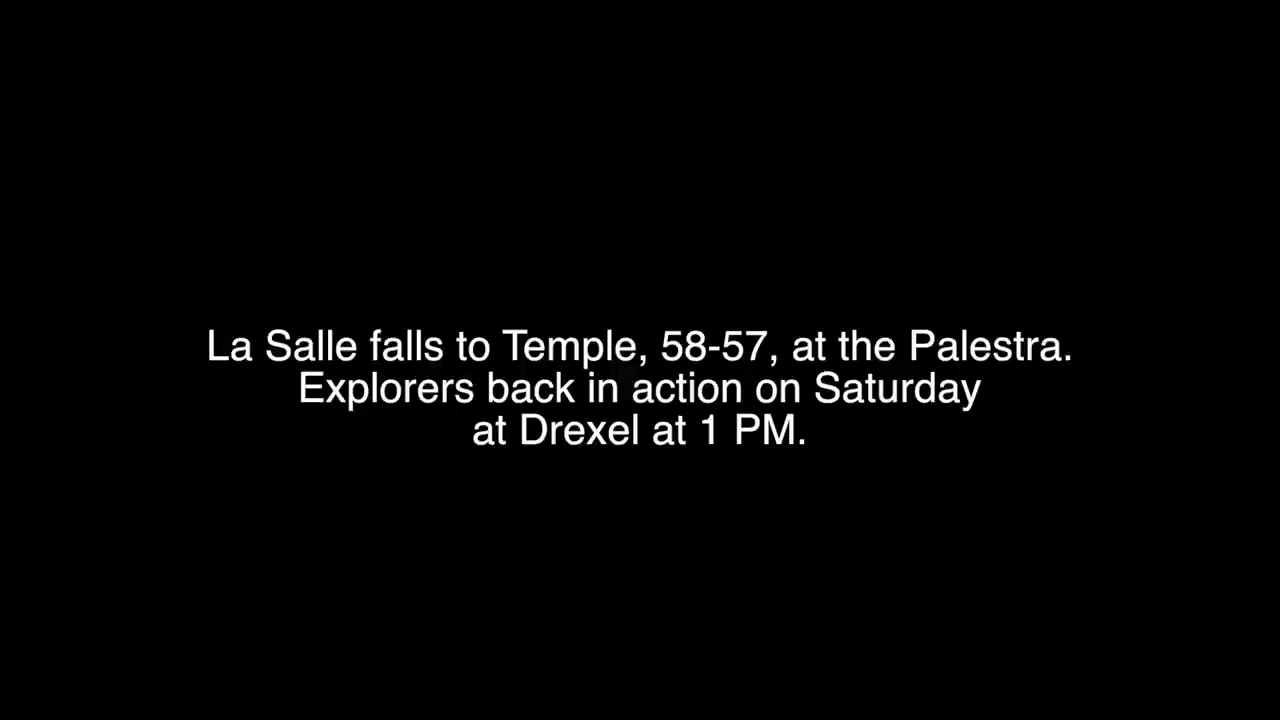 La Salle falls to Temple, 58-57, at the Palestra.
Explorers back in action on Saturday
at Drexel at 1 PM.